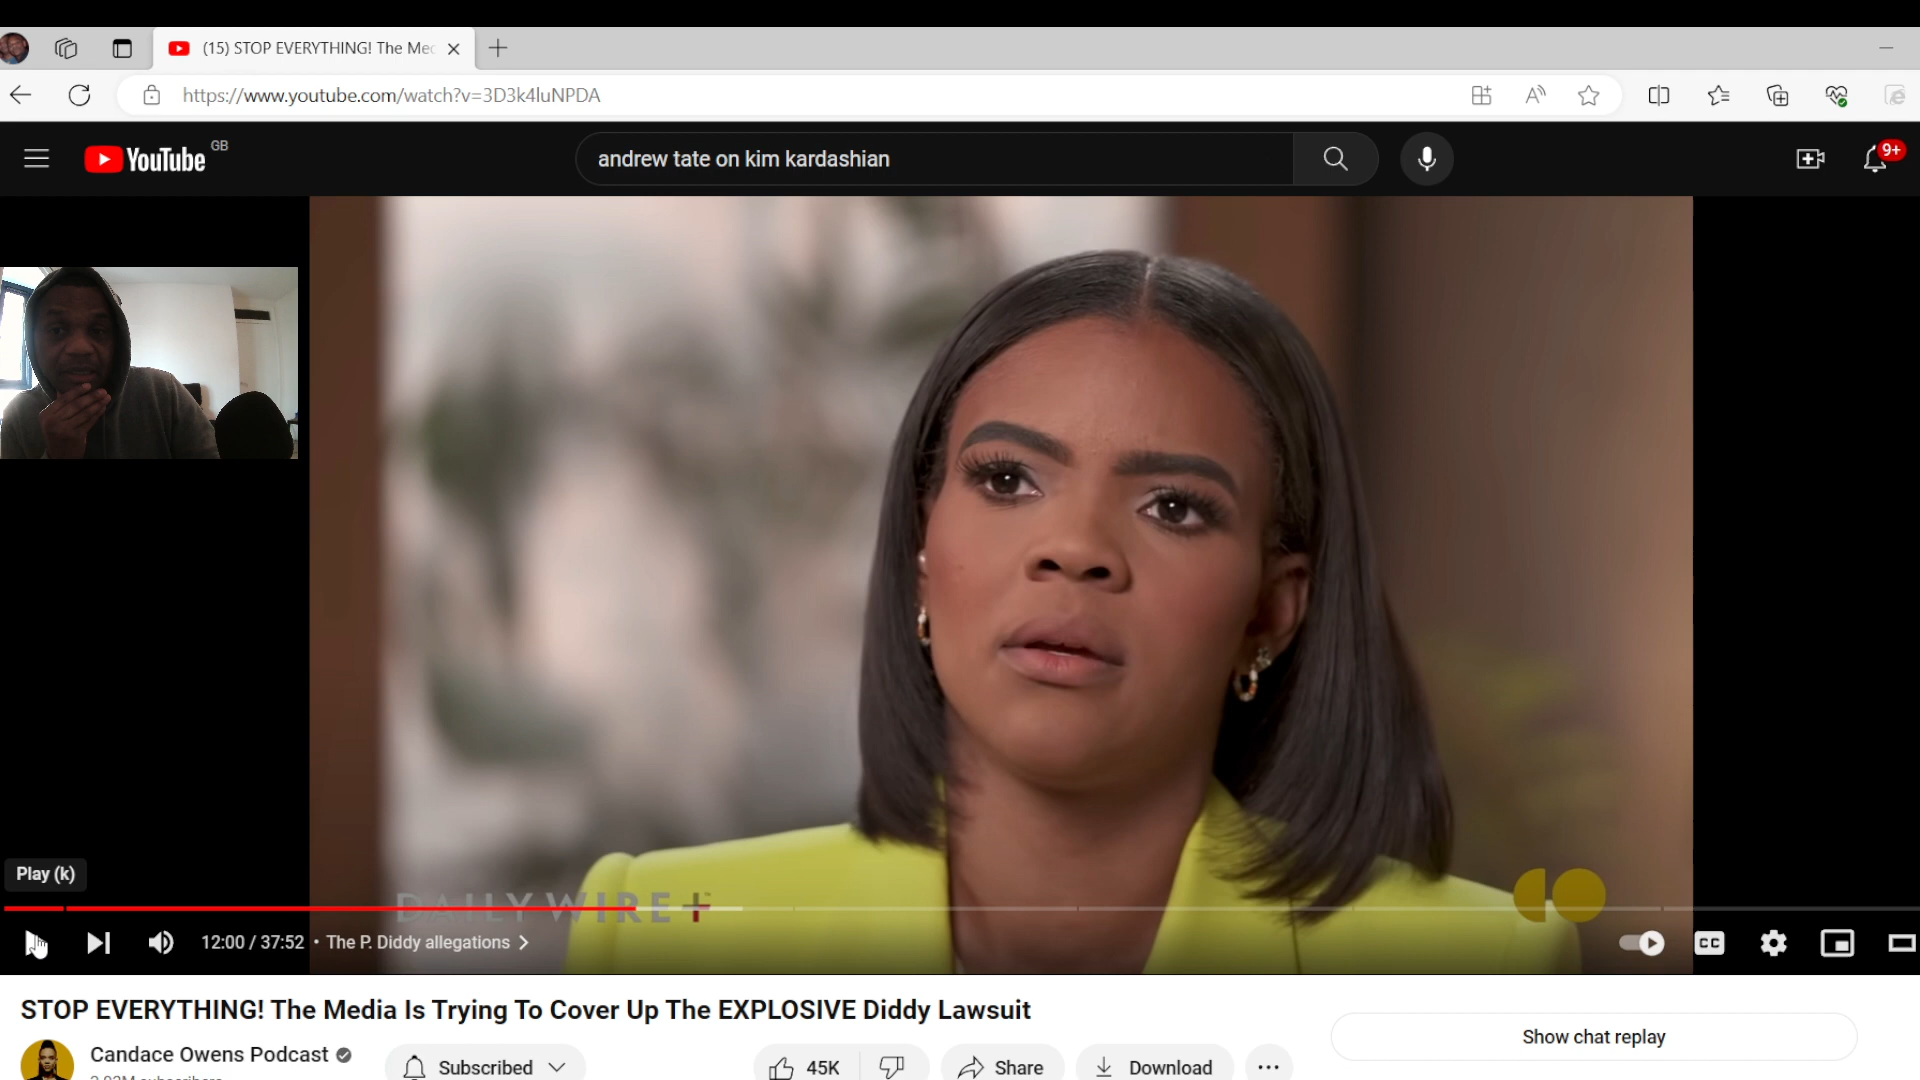 (15) STOP EVERYTHING! The Med
https://www.youtube.com/watch?v=3D3k4luNPDA
YouTube GB
andrew tate on kim kardashian
9+
Play (k)
DAILY WIRE +
12:00 / 37:52 • The P. Diddy allegations
CC
STOP EVERYTHING! The Media Is Trying To Cover Up The EXPLOSIVE Diddy Lawsuit
Show chat replay
Candace Owens Podcast
Subscribed
45K
Share
Download